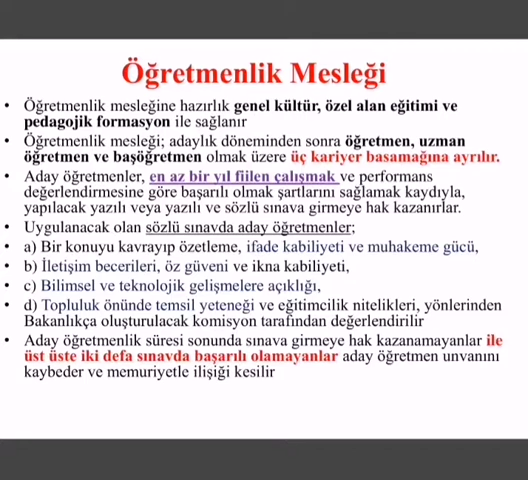 Öğretmenlik Mesleği
• Öğretmenlik mesleğine hazırlık genel kültür, özel alan eğitimi ve
pedagojik formasyon ile sağlanır
• Öğretmenlik mesleği; adaylık döneminden sonra öğretmen, uzman
öğretmen ve başöğretmen olmak üzere üç kariyer basamağına ayrılır.
• Aday öğretmenler, en az bir yıl fiilen çalışmak ve performans
değerlendirmesine göre başarılı olmak şartlarını sağlamak kaydıyla,
yapılacak yazılı veya yazılı ve sözlü sınava girmeye hak kazanırlar.
• Uygulanacak olan sözlü sınavda aday öğretmenler;
• a) Bir konuyu kavrayıp özetleme, ifade kabiliyeti ve muhakeme gücü,
• b) İletişim becerileri, öz güveni ve ikna kabiliyeti,
• c) Bilimsel ve teknolojik gelişmelere açıklığı,
• d) Topluluk önünde temsil yeteneği ve eğitimcilik nitelikleri, yönlerinden
Bakanlıkça oluşturulacak komisyon tarafından değerlendirilir
• Aday öğretmenlik süresi sonunda sınava girmeye hak kazanamayanlar ile
üst üste iki defa sınavda başarılı olamayanlar aday öğretmen unvanını
kaybeder ve memuriyetle ilişiği kesilir